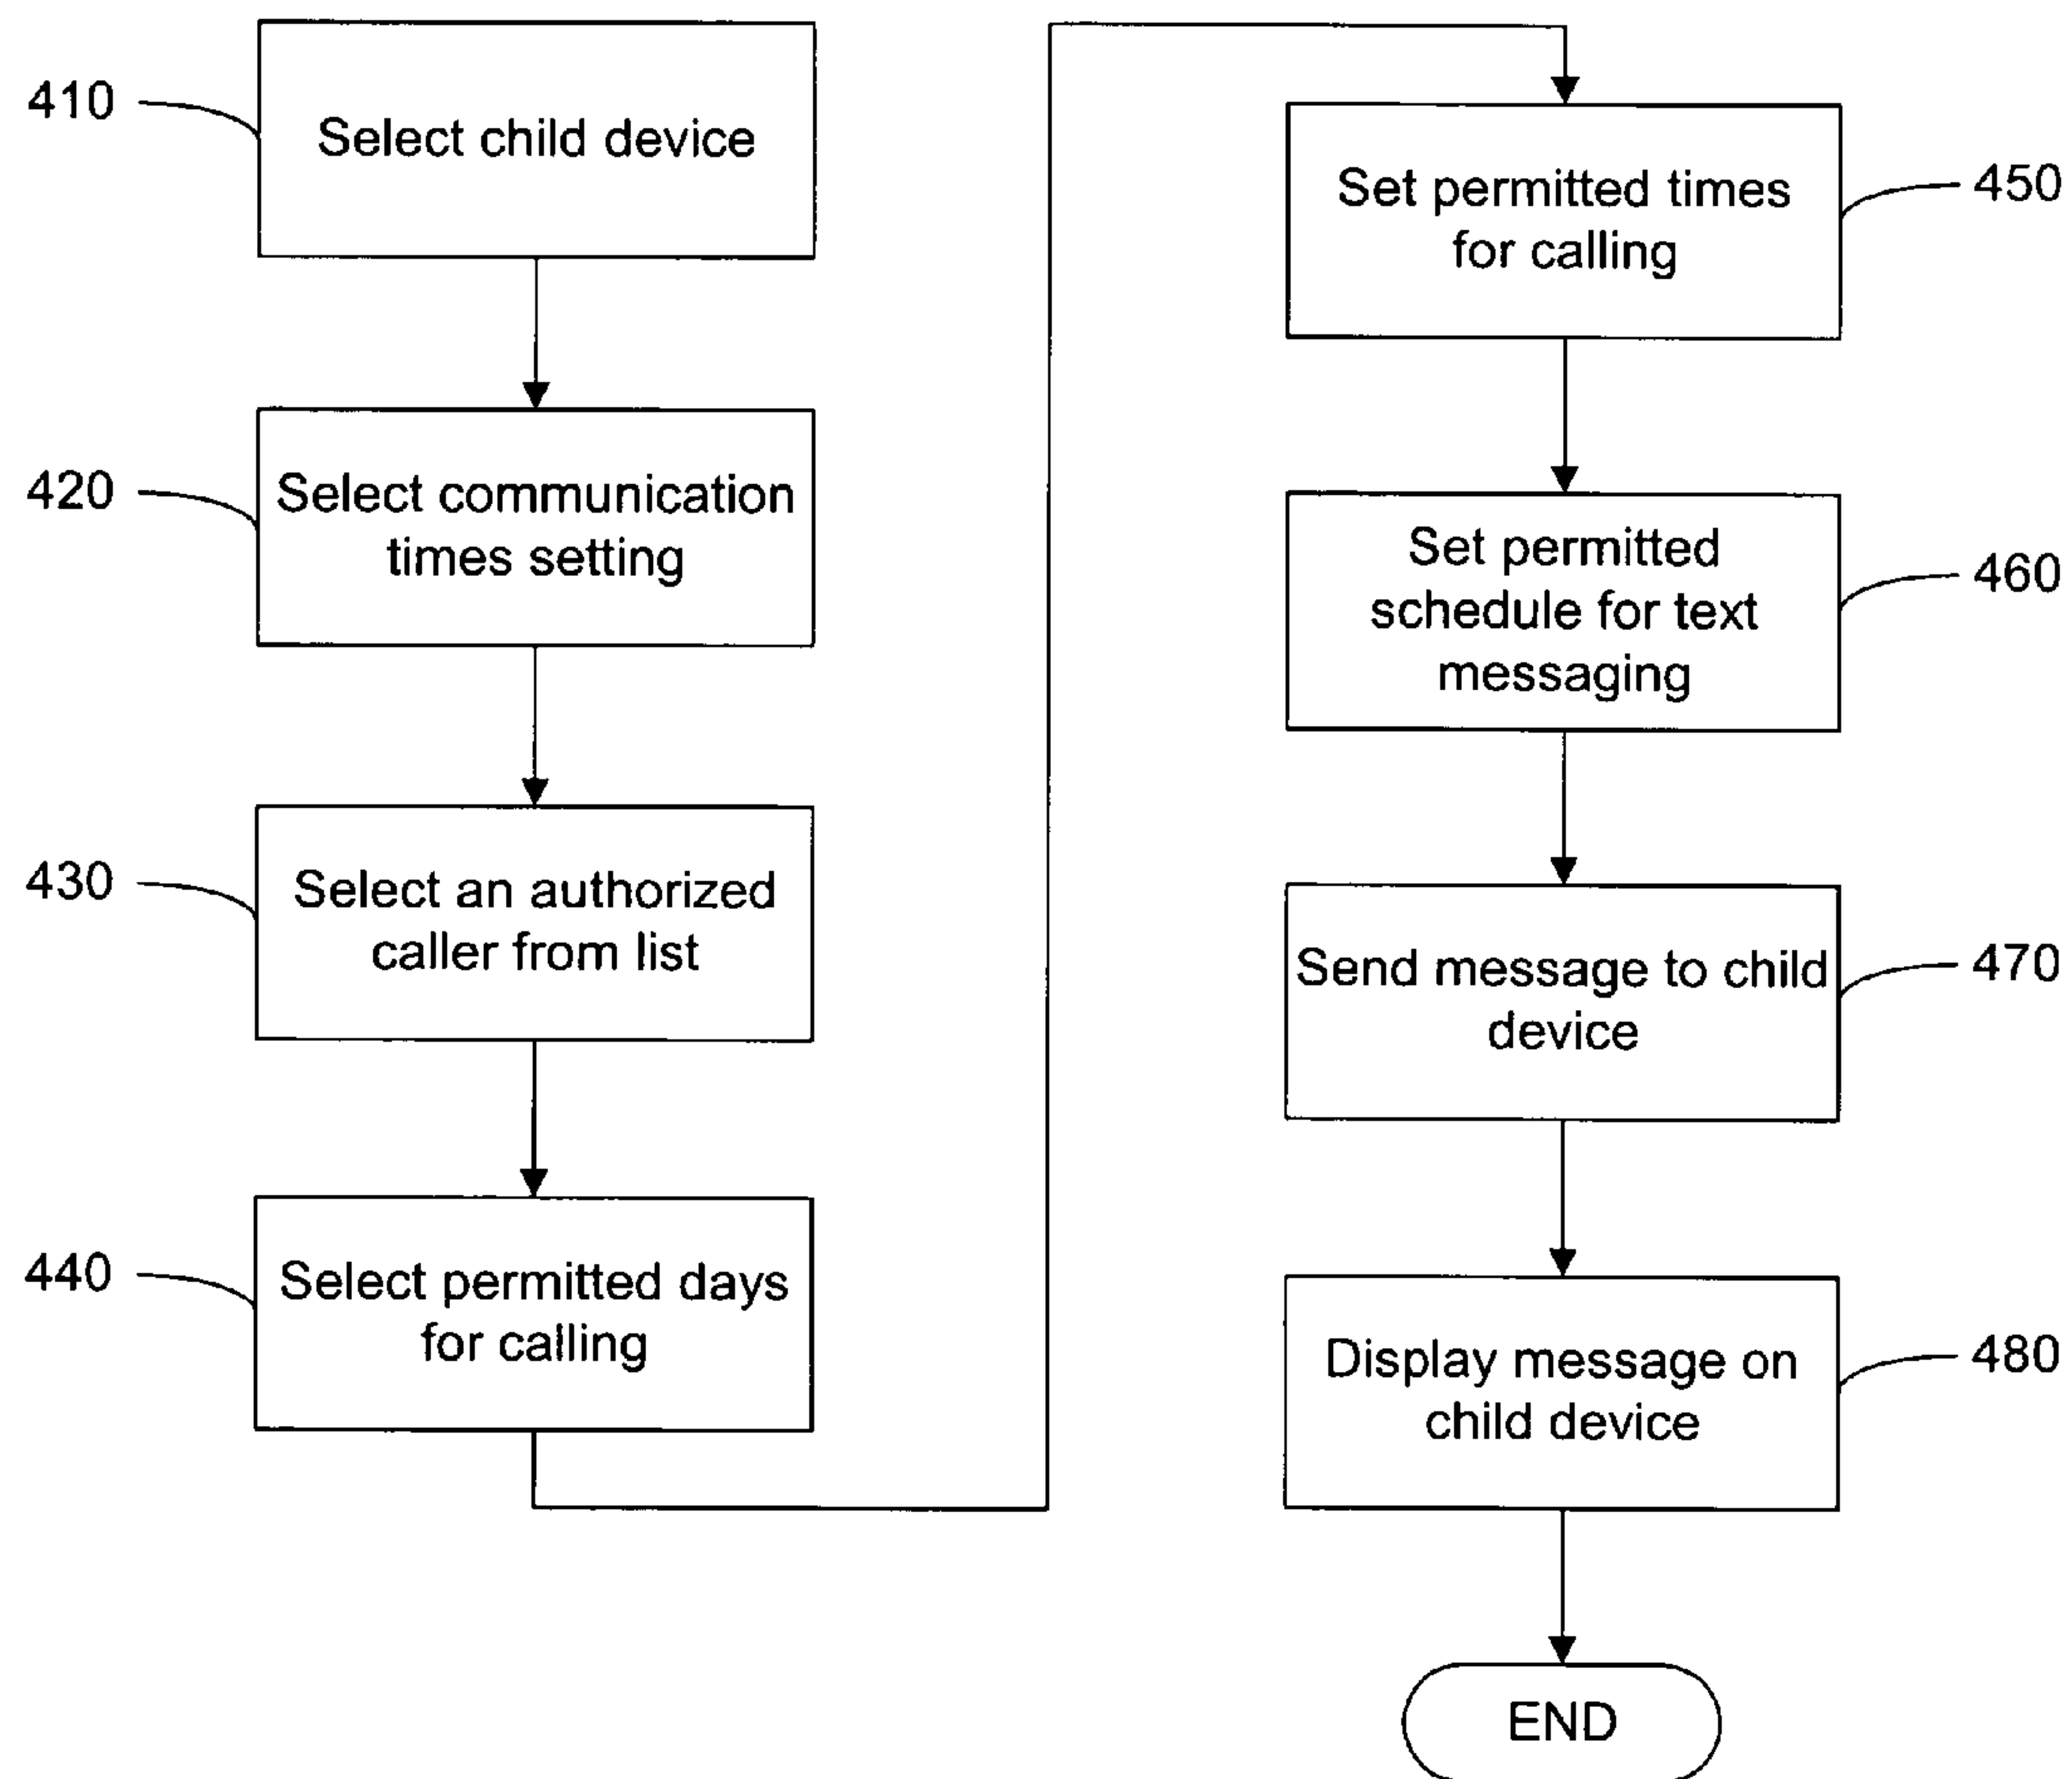 410
Select child device
420
Select communication
times setting
430
Select an authorized
caller from list
440
Select permitted days
for calling
Set permitted times
for calling
450
Set permitted
schedule for text
messaging
460
Send message to child
device
470
Display message on
child device
480
END